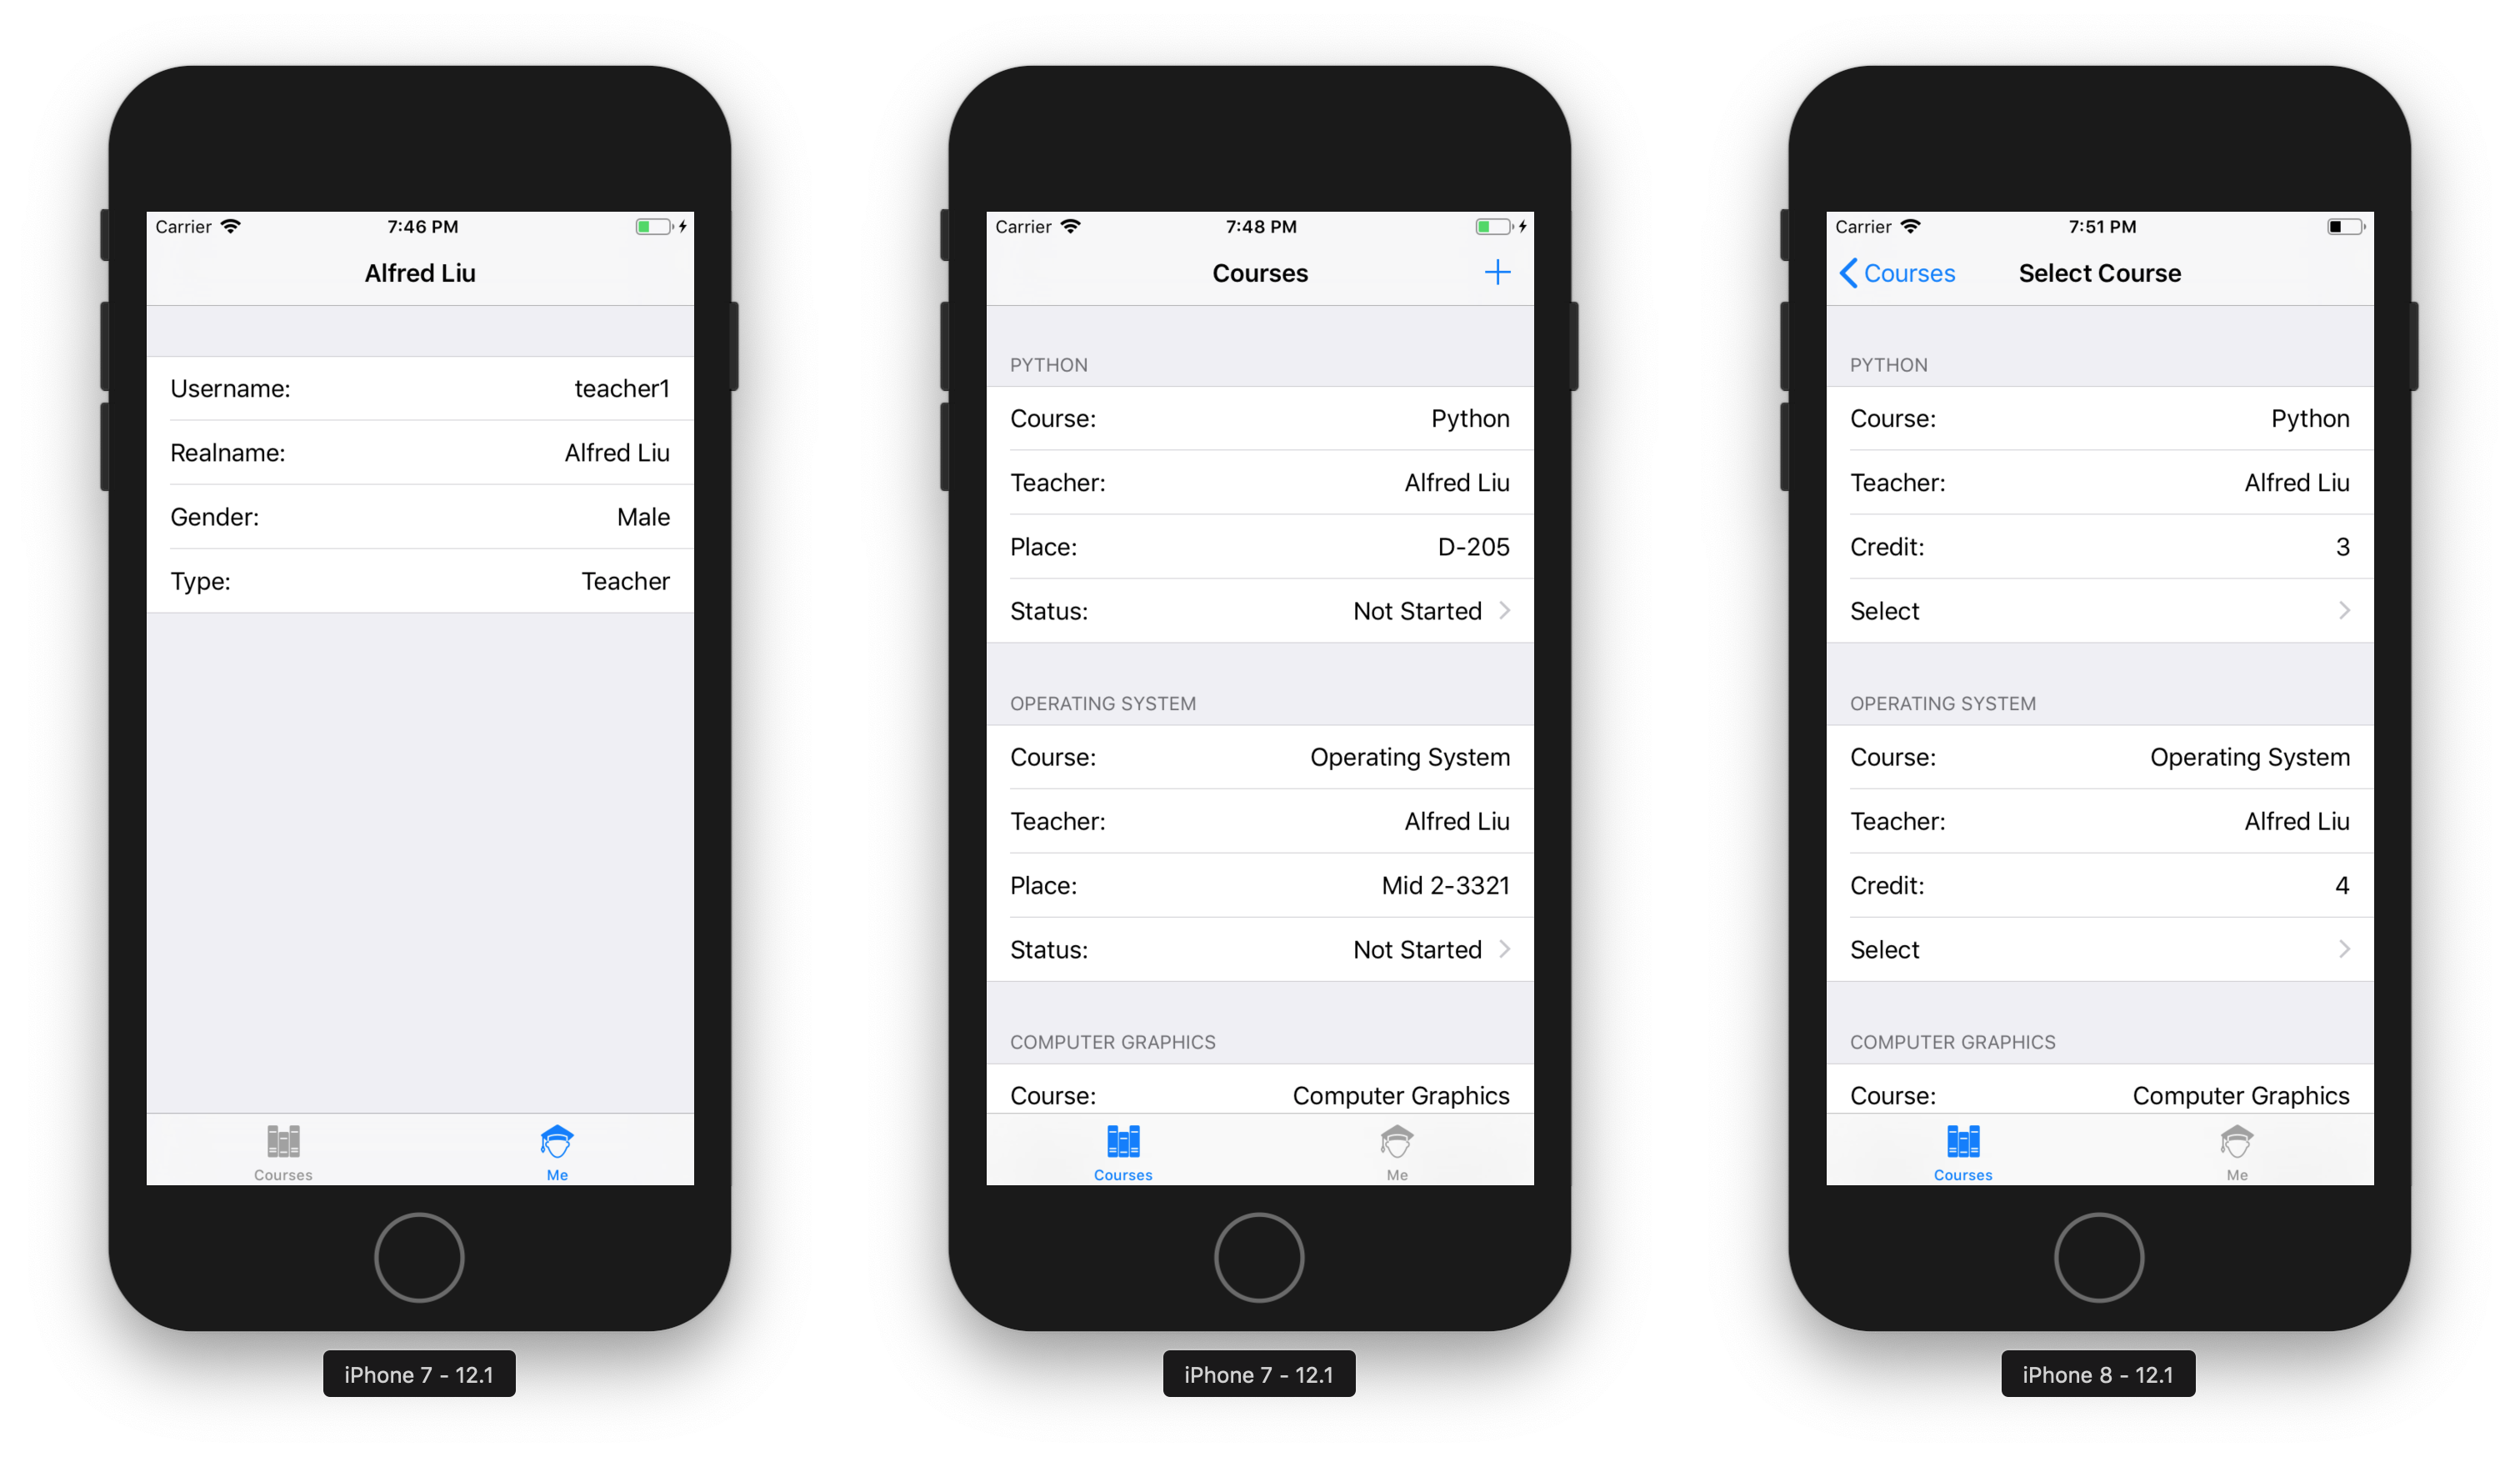 Carrier 7:46 PM
Alfred Liu
Username: teacher1
Realname: Alfred Liu
Gender: Male
Type: Teacher
Courses Me
iPhone 7 - 12.1
Carrier 7:48 PM
Courses +
PYTHON
Course: Python
Teacher: Alfred Liu
Place: D-205
Status: Not Started
OPERATING SYSTEM
Course: Operating System
Teacher: Alfred Liu
Place: Mid 2-3321
Status: Not Started
COMPUTER GRAPHICS
Course: Computer Graphics
Courses Me
iPhone 7 - 12.1
Carrier 7:51 PM
Courses Select Course
PYTHON
Course: Python
Teacher: Alfred Liu
Credit: 3
Select
OPERATING SYSTEM
Course: Operating System
Teacher: Alfred Liu
Credit: 4
Select
COMPUTER GRAPHICS
Course: Computer Graphics
Courses Me
iPhone 8 - 12.1